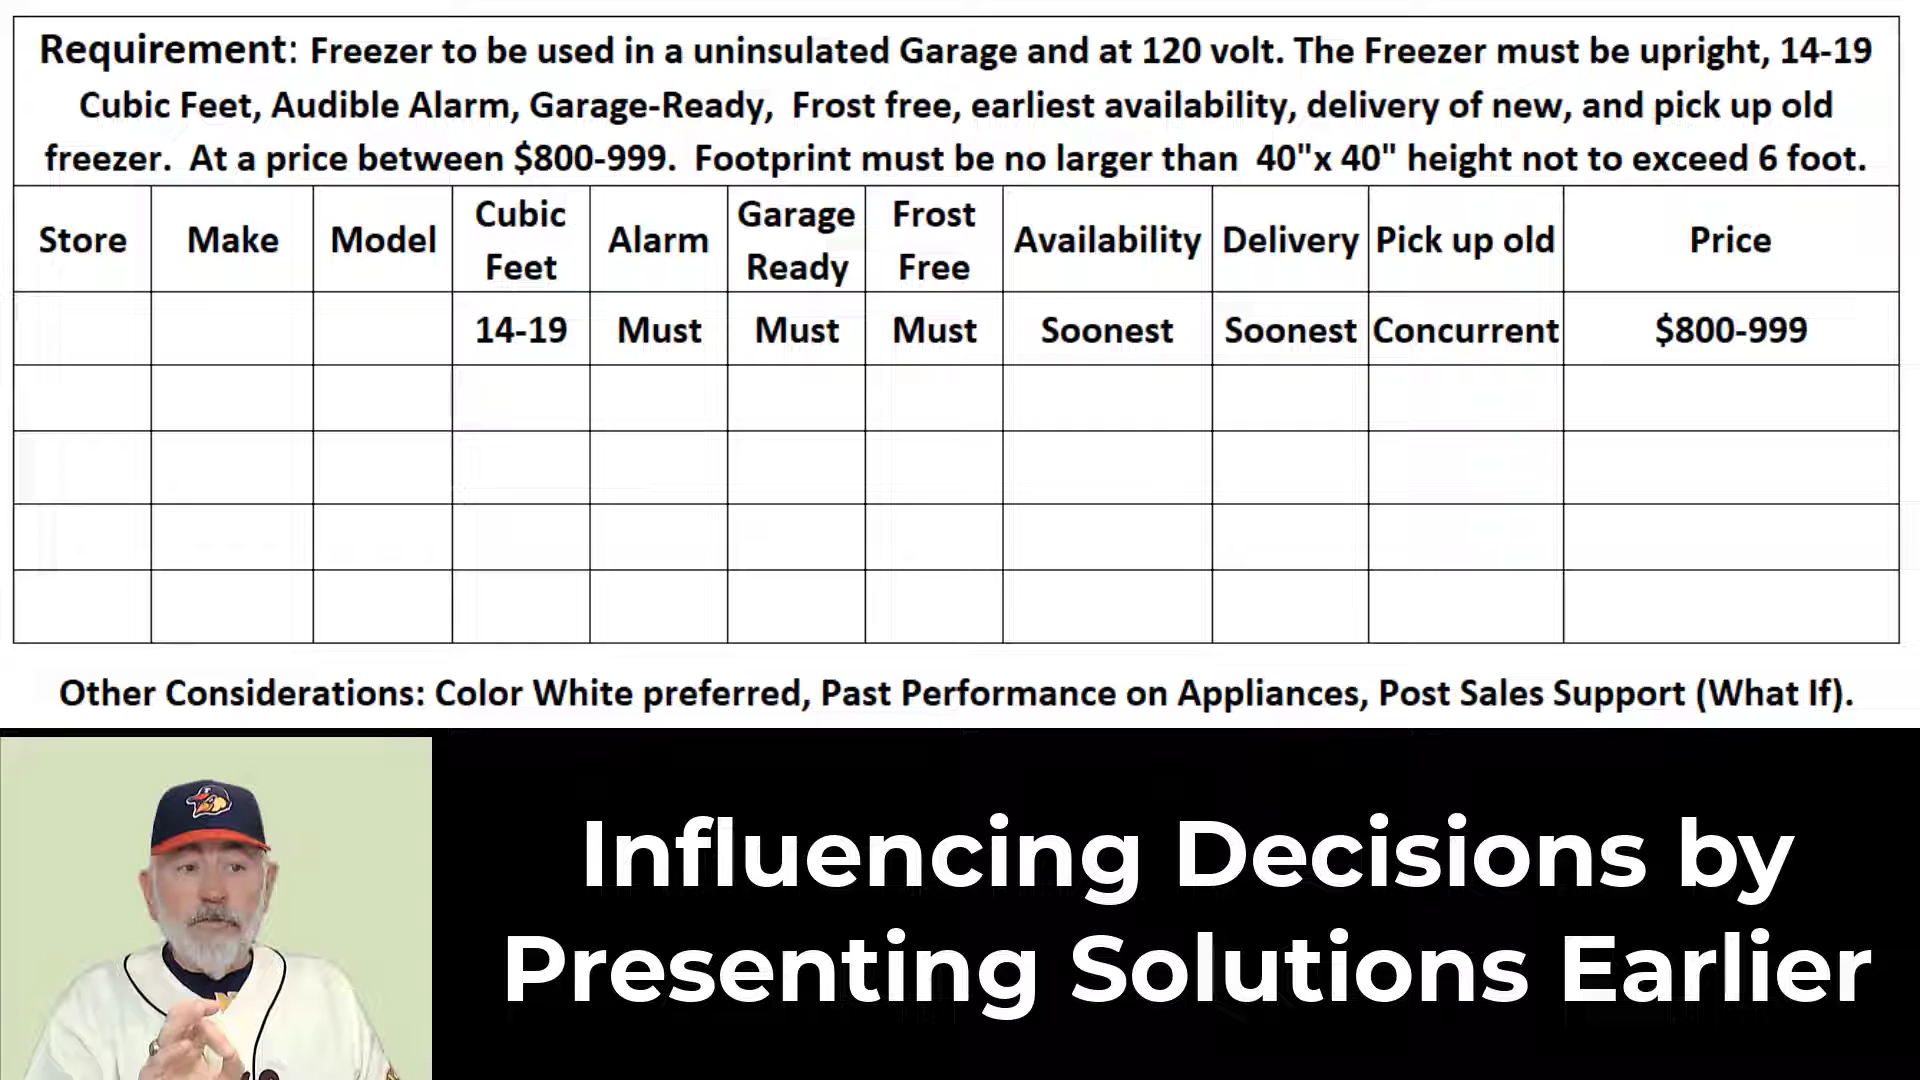 Requirement: Freezer to be used in a uninsulated Garage and at 120 volt. The Freezer must be upright, 14-19
Cubic Feet, Audible Alarm, Garage-Ready, Frost free, earliest availability, delivery of new, and pick up old
freezer. At a price between $800-999. Footprint must be no larger than 40"x 40" height not to exceed 6 foot.
Store Make Model Cubic Feet Alarm Garage Ready Frost Free Availability Delivery Pick up old Price
14-19 Must Must Must Soonest Soonest Concurrent $800-999
Other Considerations: Color White preferred, Past Performance on Appliances, Post Sales Support (What If).
Influencing Decisions by
Presenting Solutions Earlier